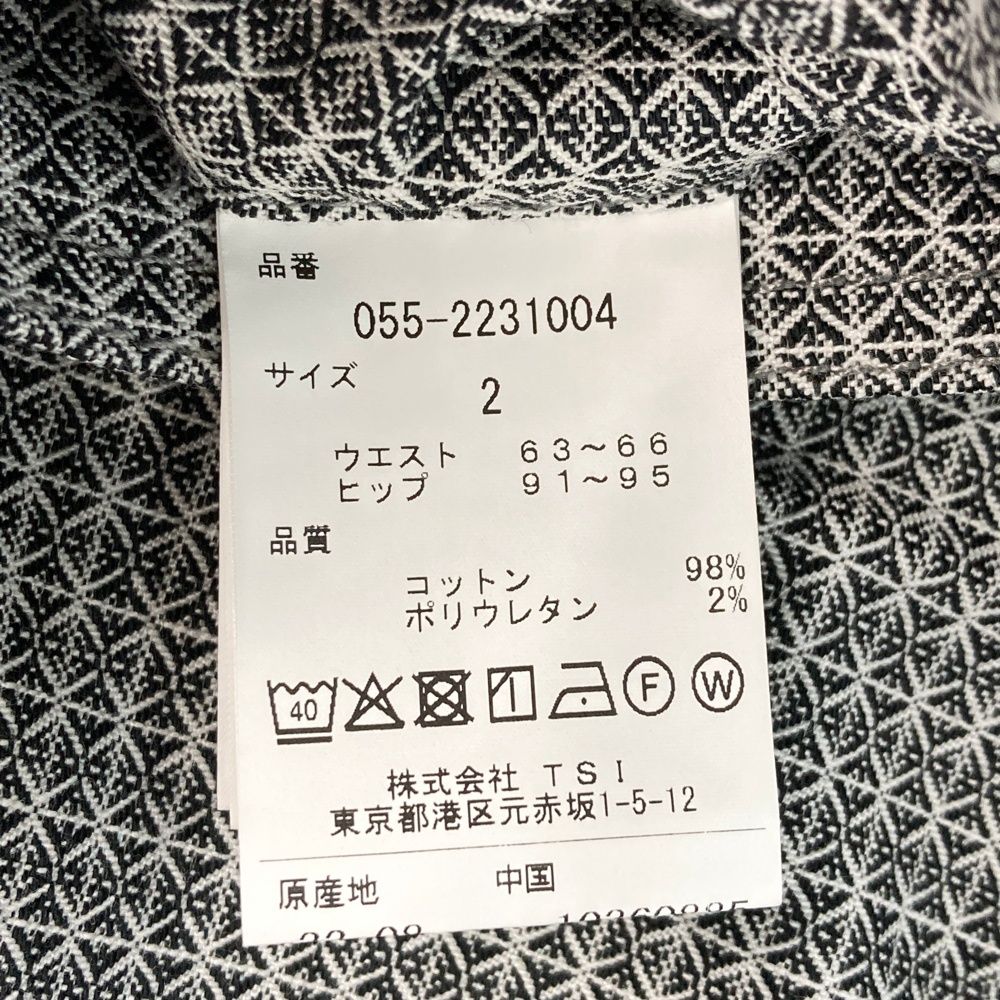 品番
055-2231004
サイズ
2
ウエスト 63〜66
ヒップ 91〜95
品質
コットン 98%
ポリウレタン 2%
40 F W
株式会社 TSI
東京都港区元赤坂1-5-12
原産地 中国